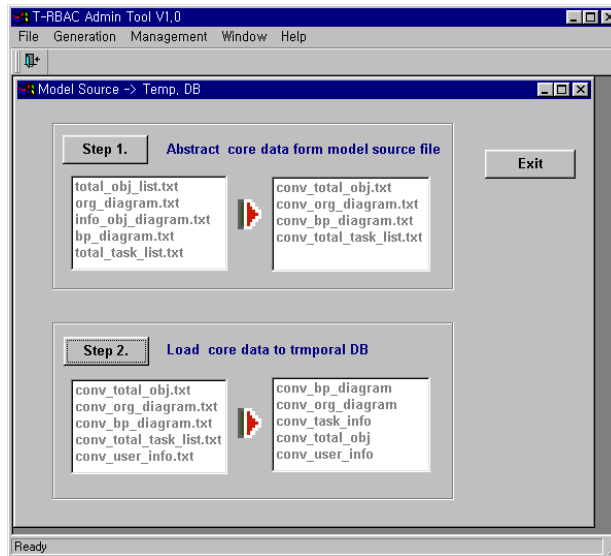 T-RBAC Admin Tool V1,0
File Generation Management Window Help
Model Source -> Temp, DB
Step 1. Abstract core data form model source file
Exit
total_obj_list.txt
org_diagram.txt
info_obj_diagram.txt
bp_diagram.txt
total_task_list.txt
conv_total_obj.txt
conv_org_diagram.txt
conv_bp_diagram.txt
conv_total_task_list.txt
Step 2. Load core data to trmporal DB
conv_total_obj.txt
conv_org_diagram.txt
conv_bp_diagram.txt
conv_total_task_list.txt
conv_user_info.txt
conv_bp_diagram
conv_org_diagram
conv_task_info
conv_total_obj
conv_user_info
Ready